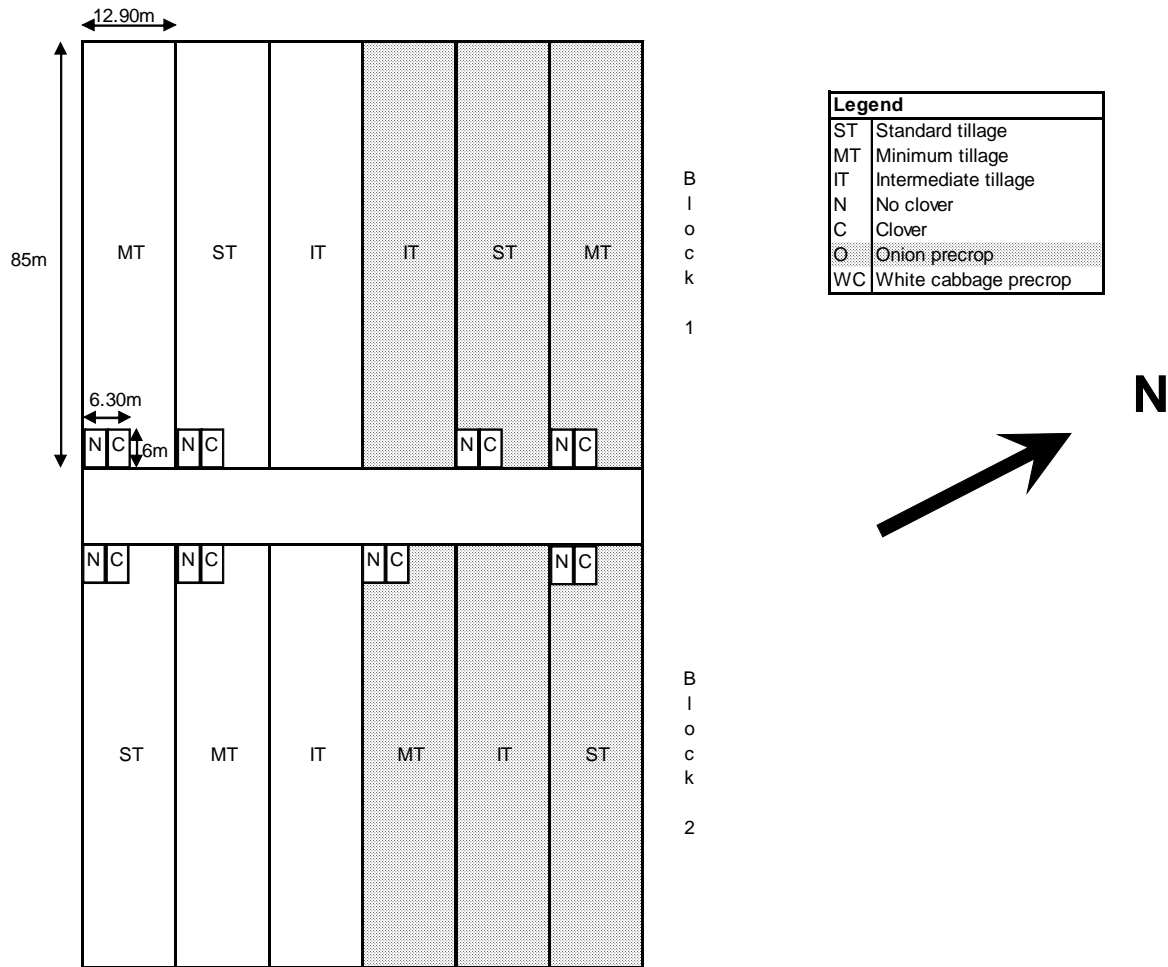 12.90m
85m
MT ST IT IT ST MT
B
l
o
c
k
1
6.30m
N C 6m N C N C N C
N C N C N C N C
ST MT IT MT IT ST
B
l
o
c
k
2
Legend
ST Standard tillage
MT Minimum tillage
IT Intermediate tillage
N No clover
C Clover
O Onion precrop
WC White cabbage precrop
N